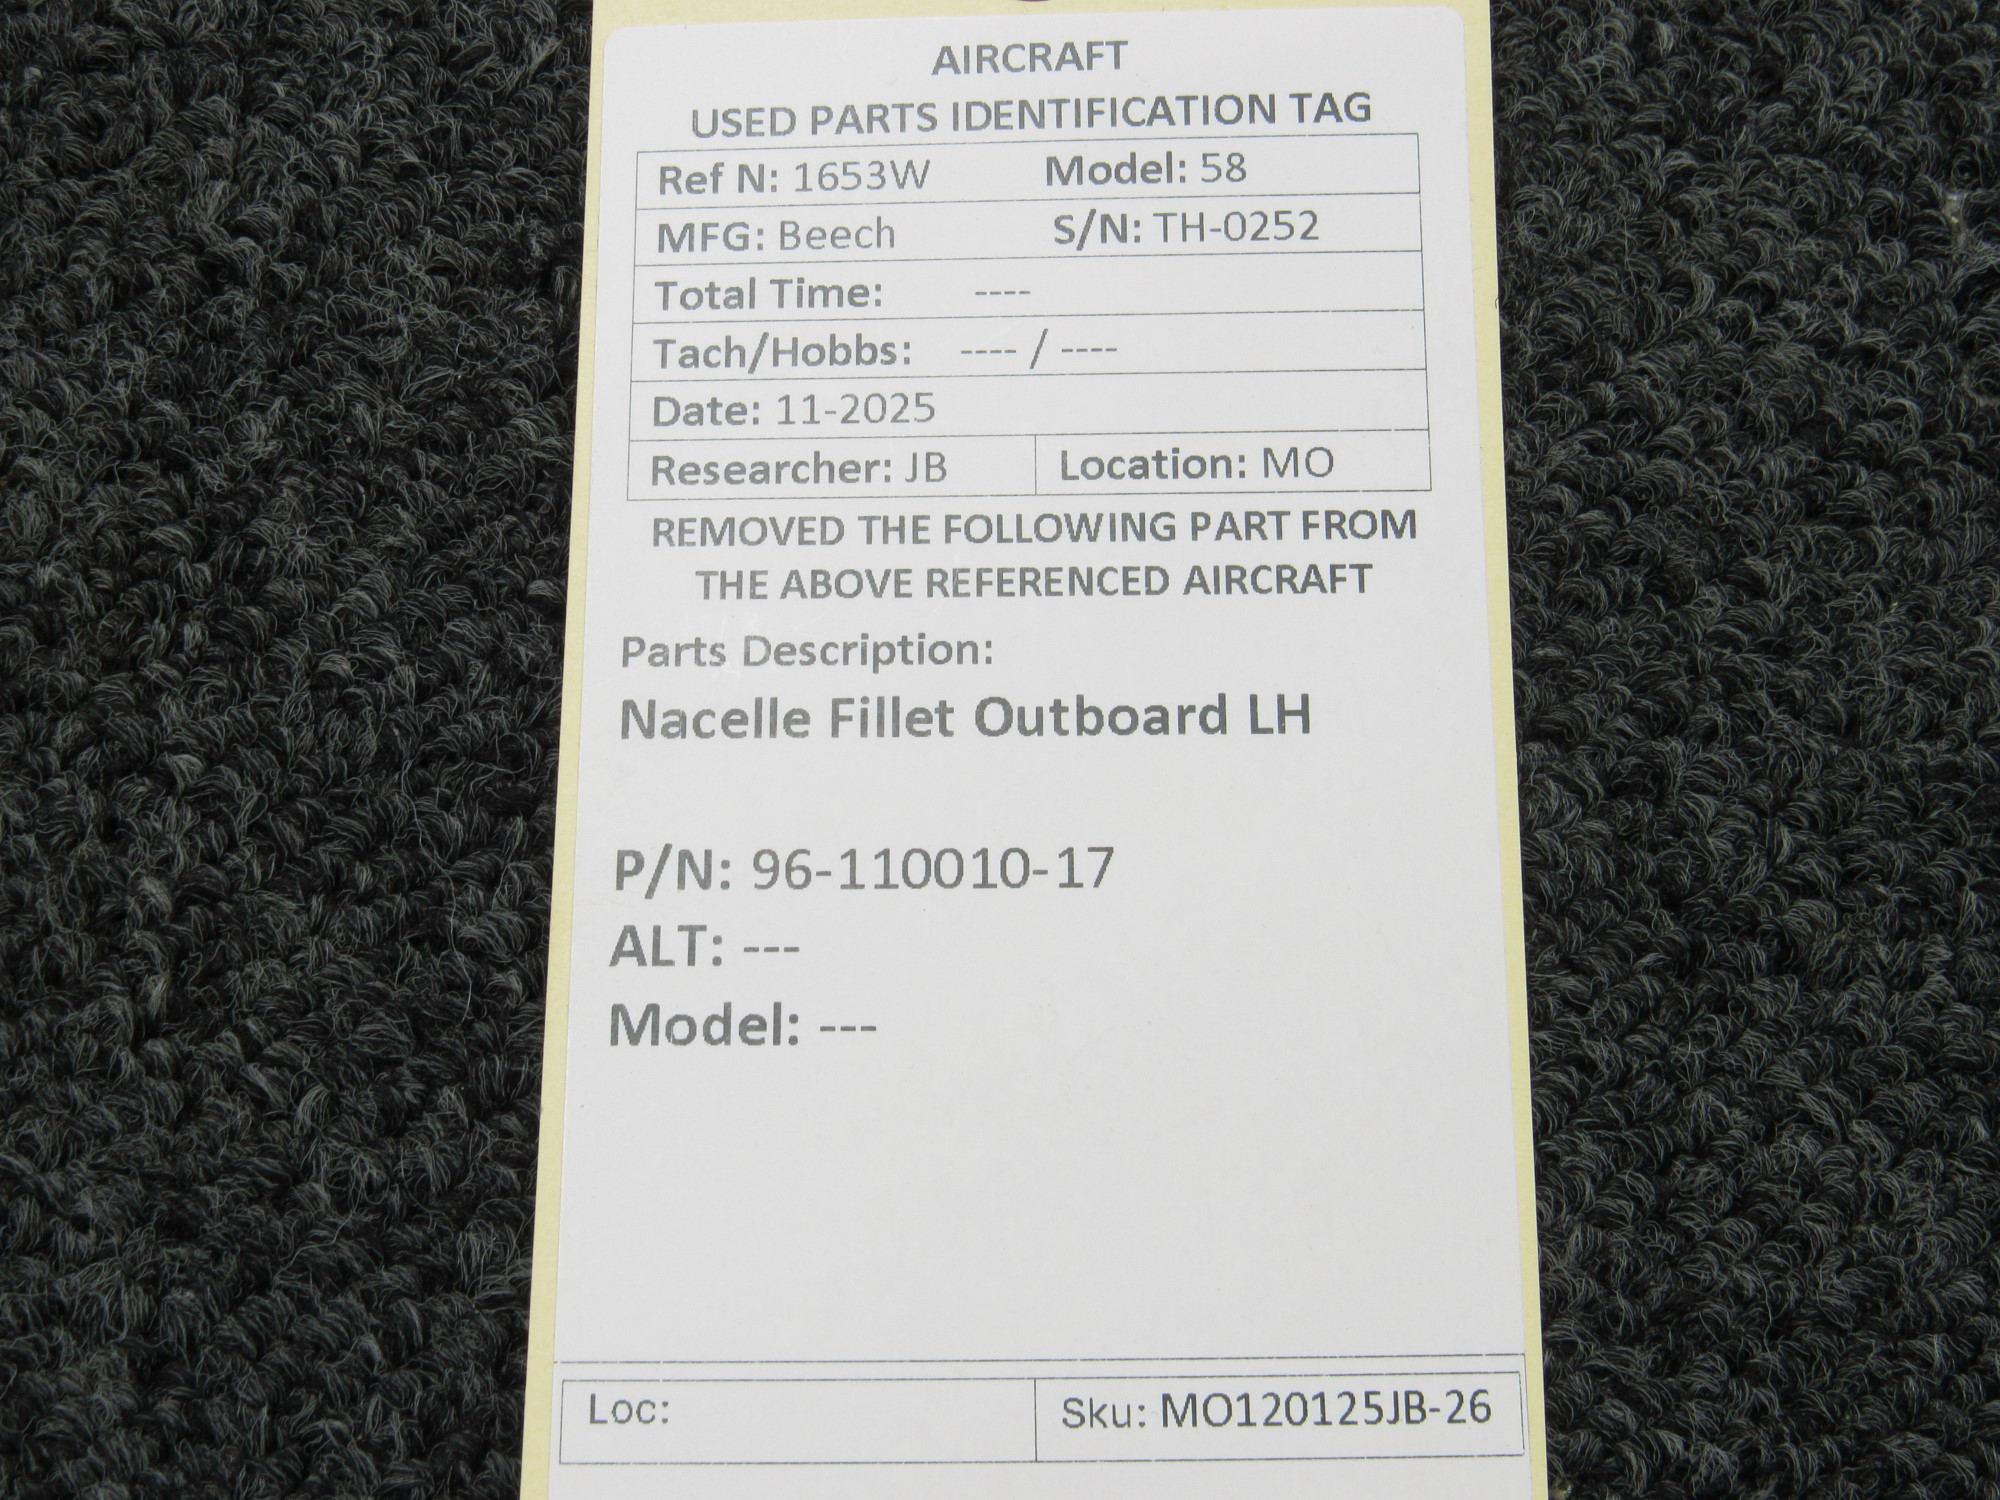 AIRCRAFT
USED PARTS IDENTIFICATION TAG
Ref N: 1653W Model: 58
MFG: Beech S/N: TH-0252
Total Time: ----
Tach/Hobbs: ---- / ----
Date: 11-2025
Researcher: JB Location: MO
REMOVED THE FOLLOWING PART FROM
THE ABOVE REFERENCED AIRCRAFT
Parts Description:
Nacelle Fillet Outboard LH
P/N: 96-110010-17
ALT: ---
Model: ---
Loc: Sku: MO120125JB-26